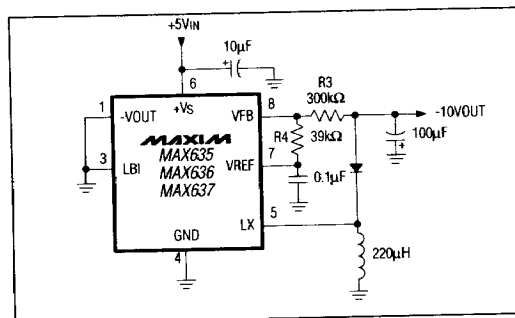 +5VIN
10µF
+
6
R3
300kΩ
1
-VOUT
+VS
VFB
8
-10VOUT
MAXIM
R4
39kΩ
100µF
+
3
LBI
MAX635
MAX636
MAX637
VREF
7
0.1µF
LX
5
GND
4
220µH